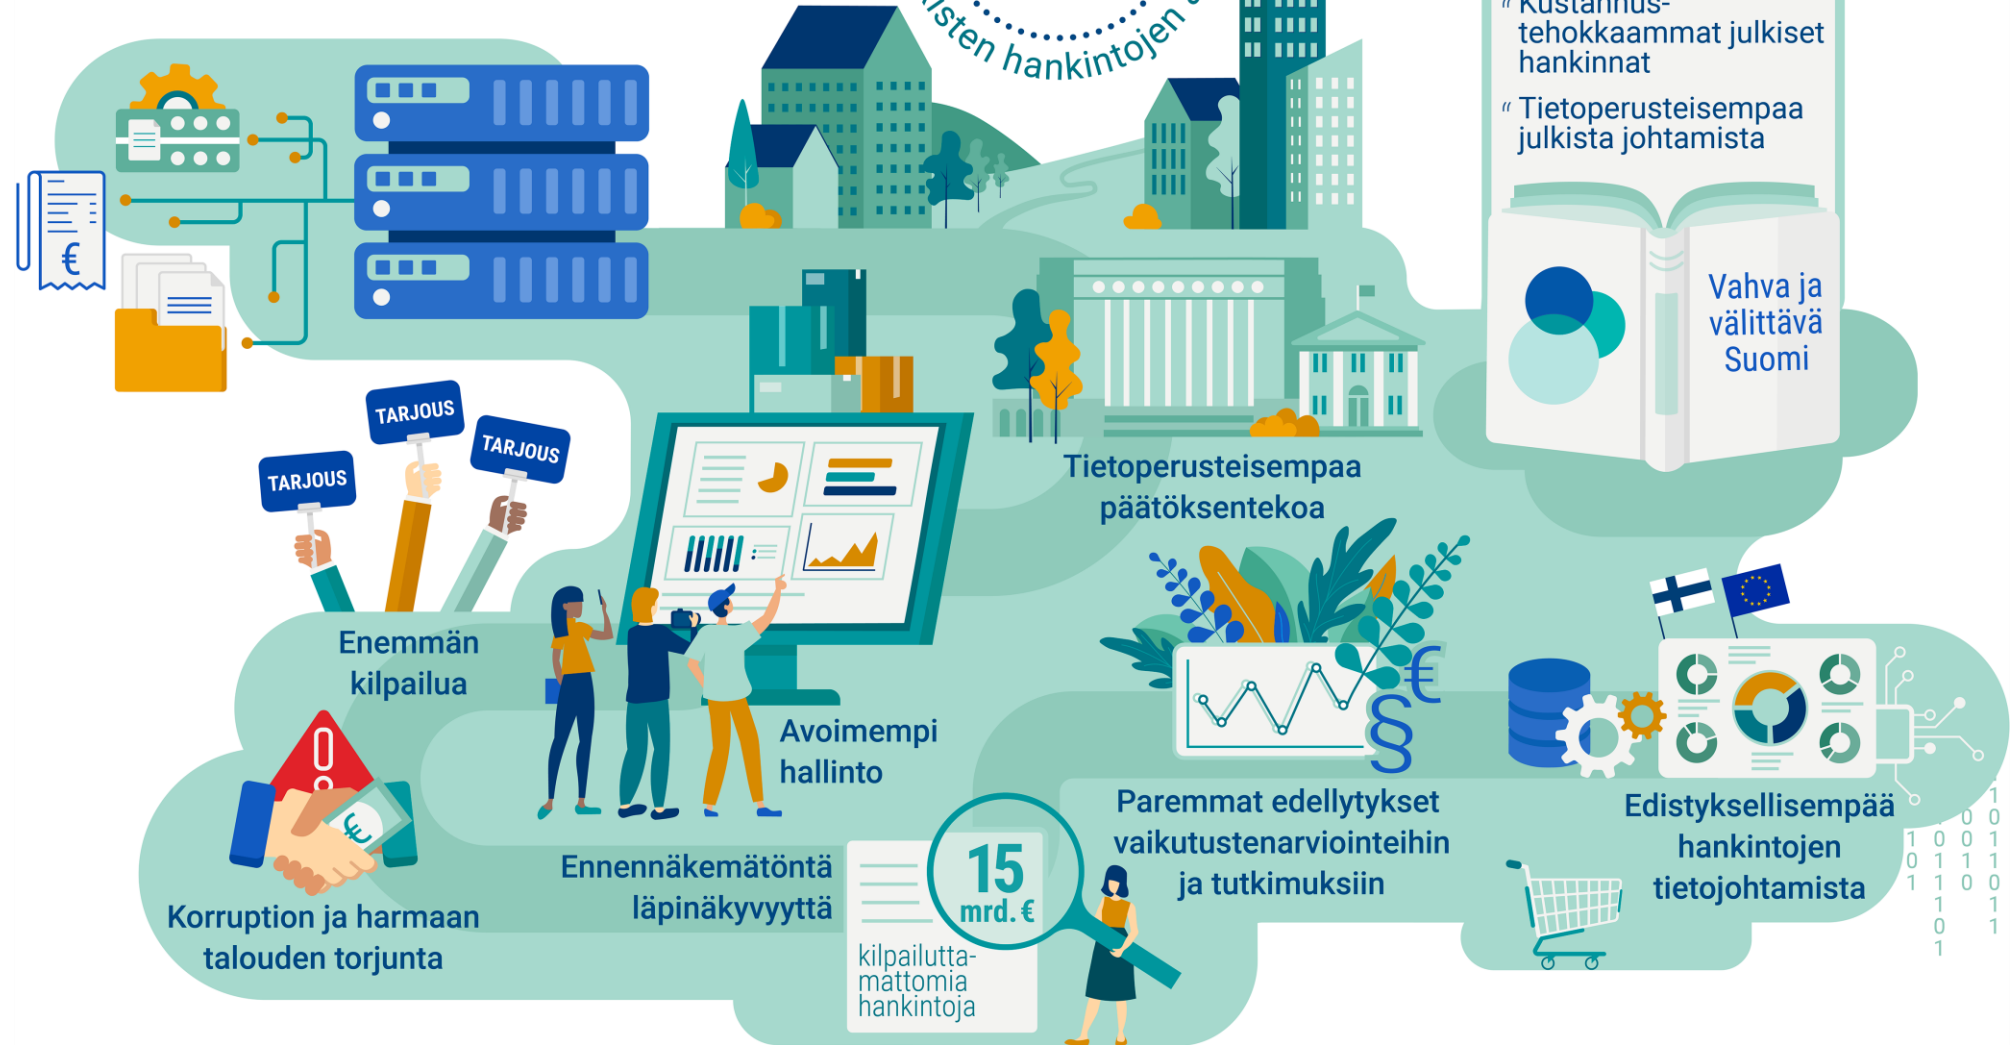 hankintojen
" Kustannus-
tehokkaammat julkiset
hankinnat
" Tietoperusteisempaa
julkista johtamista
€
Vahva ja
välittävä
Suomi
TARJOUS
TARJOUS
TARJOUS
Tietoperusteisempaa
päätöksentekoa
Enemmän
kilpailua
Avoimempi
hallinto
€
§
€
Paremmat edellytykset
vaikutustenarviointeihin
ja tutkimuksiin
Edistyksellisempää
hankintojen
tietojohtamista
Ennennäkemätöntä
läpinäkyvyyttä
15
mrd. €
kilpailutta-
mattomia
hankintoja
Korruption ja harmaan
talouden torjunta